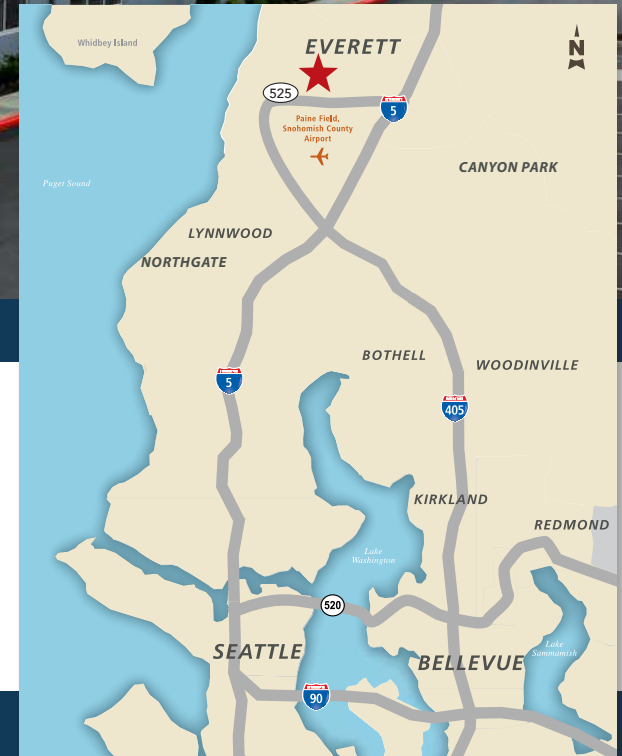 Whidbey Island
EVERETT
N
525
5
Paine Field,
Snohomish County
Airport
CANYON PARK
Puget Sound
LYNNWOOD
NORTHGATE
BOTHELL
WOODINVILLE
5
405
KIRKLAND
REDMOND
Lake
Washington
520
SEATTLE
Lake
Sammamish
BELLEVUE
90